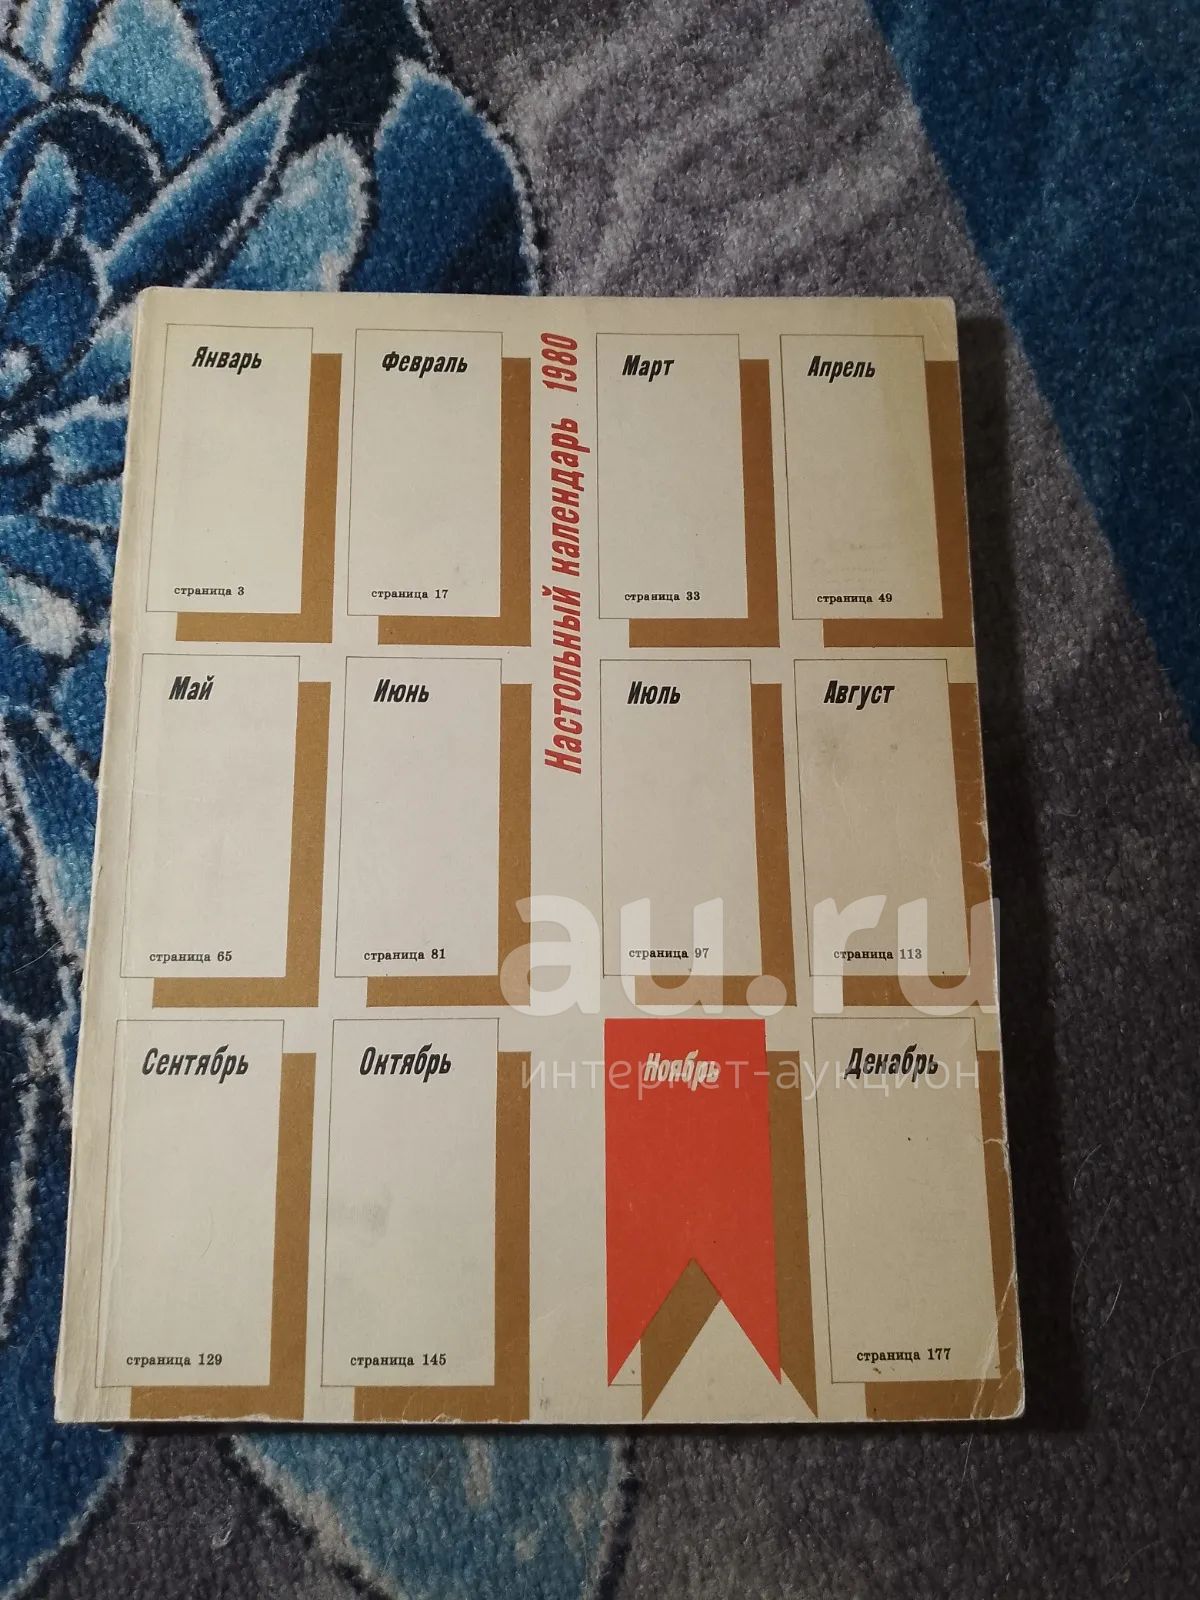 Январь
Февраль
Март
Апрель
страница 3
страница 17
страница 33
страница 49
Настольный календарь 1980
Май
Июнь
Июль
Август
страница 65
страница 81
страница 97
страница 113
Сентябрь
Октябрь
Ноябрь
Декабрь
страница 129
страница 145
страница 177
au.ru
интернет-аукцион